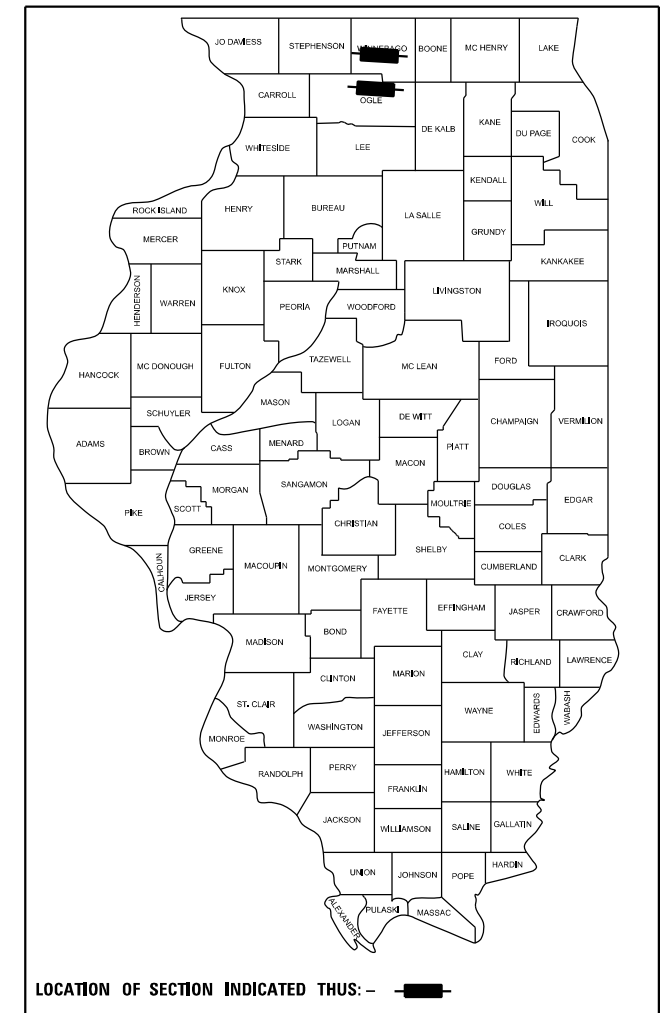 JO DAVIESS STEPHENSON WINNEBAGO BOONE MC HENRY LAKE
CARROLL OGLE
DE KALB KANE DU PAGE COOK
WHITESIDE LEE
KENDALL WILL
ROCK ISLAND HENRY BUREAU LA SALLE GRUNDY
MERCER PUTNAM KANKAKEE
STARK MARSHALL
HENDERSON WARREN KNOX PEORIA WOODFORD LIVINGSTON IROQUOIS
HANCOCK MC DONOUGH FULTON TAZEWELL MC LEAN FORD
MASON
SCHUYLER LOGAN DE WITT CHAMPAIGN VERMILION
ADAMS BROWN CASS MENARD MACON PIATT
MORGAN SANGAMON DOUGLAS EDGAR
PIKE SCOTT CHRISTIAN MOULTRIE COLES
CALHOUN GREENE MACOUPIN MONTGOMERY SHELBY CUMBERLAND CLARK
JERSEY FAYETTE EFFINGHAM JASPER CRAWFORD
MADISON BOND CLAY RICHLAND LAWRENCE
CLINTON MARION
ST. CLAIR WASHINGTON JEFFERSON WAYNE EDWARDS WABASH
MONROE
RANDOLPH PERRY HAMILTON WHITE
FRANKLIN
JACKSON WILLIAMSON SALINE GALLATIN
UNION JOHNSON POPE HARDIN
ALEXANDER PULASKI MASSAC
LOCATION OF SECTION INDICATED THUS: –